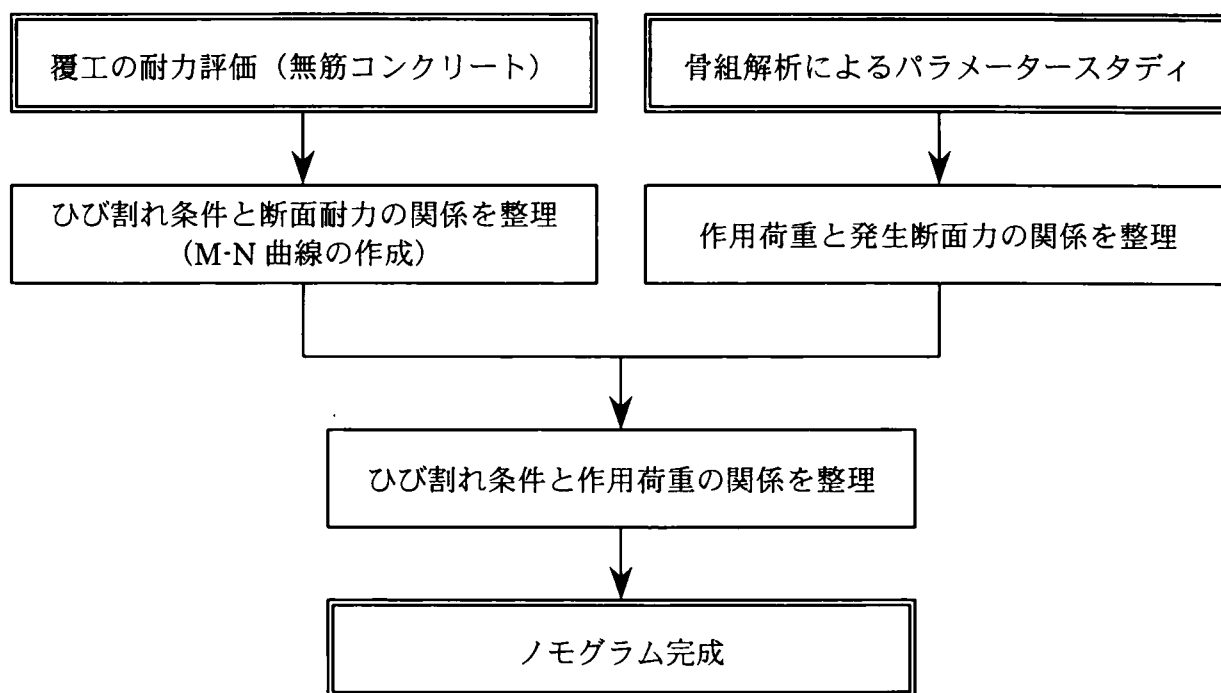 覆工の耐力評価（無筋コンクリート）
骨組解析によるパラメータースタディ
ひび割れ条件と断面耐力の関係を整理
（M-N 曲線の作成）
作用荷重と発生断面力の関係を整理
ひび割れ条件と作用荷重の関係を整理
ノモグラム完成